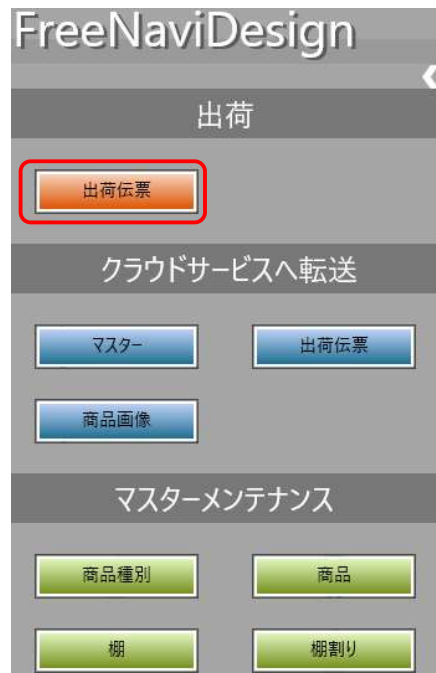 FreeNaviDesign
出荷
出荷伝票
クラウドサービスへ転送
マスター 出荷伝票
商品画像
マスターメンテナンス
商品種別 商品
棚 棚割り